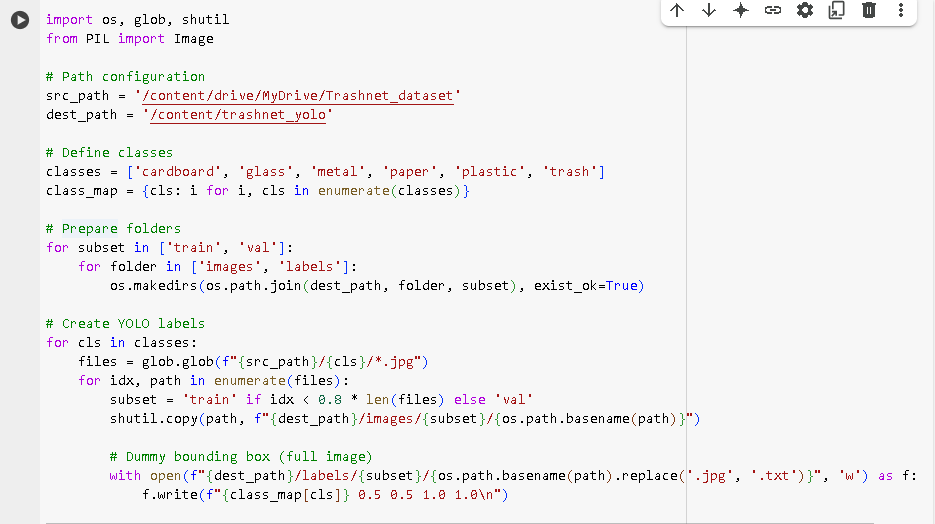 import os, glob, shutil
from PIL import Image

# Path configuration
src_path = '/content/drive/MyDrive/Trashnet_dataset'
dest_path = '/content/trashnet_yolo'

# Define classes
classes = ['cardboard', 'glass', 'metal', 'paper', 'plastic', 'trash']
class_map = {cls: i for i, cls in enumerate(classes)}

# Prepare folders
for subset in ['train', 'val']:
    for folder in ['images', 'labels']:
        os.makedirs(os.path.join(dest_path, folder, subset), exist_ok=True)

# Create YOLO labels
for cls in classes:
    files = glob.glob(f"{src_path}/{cls}/*.jpg")
    for idx, path in enumerate(files):
        subset = 'train' if idx < 0.8 * len(files) else 'val'
        shutil.copy(path, f"{dest_path}/images/{subset}/{os.path.basename(path)}")

        # Dummy bounding box (full image)
        with open(f"{dest_path}/labels/{subset}/{os.path.basename(path).replace('.jpg', '.txt')}", 'w') as f:
            f.write(f"{class_map[cls]} 0.5 0.5 1.0 1.0\n")